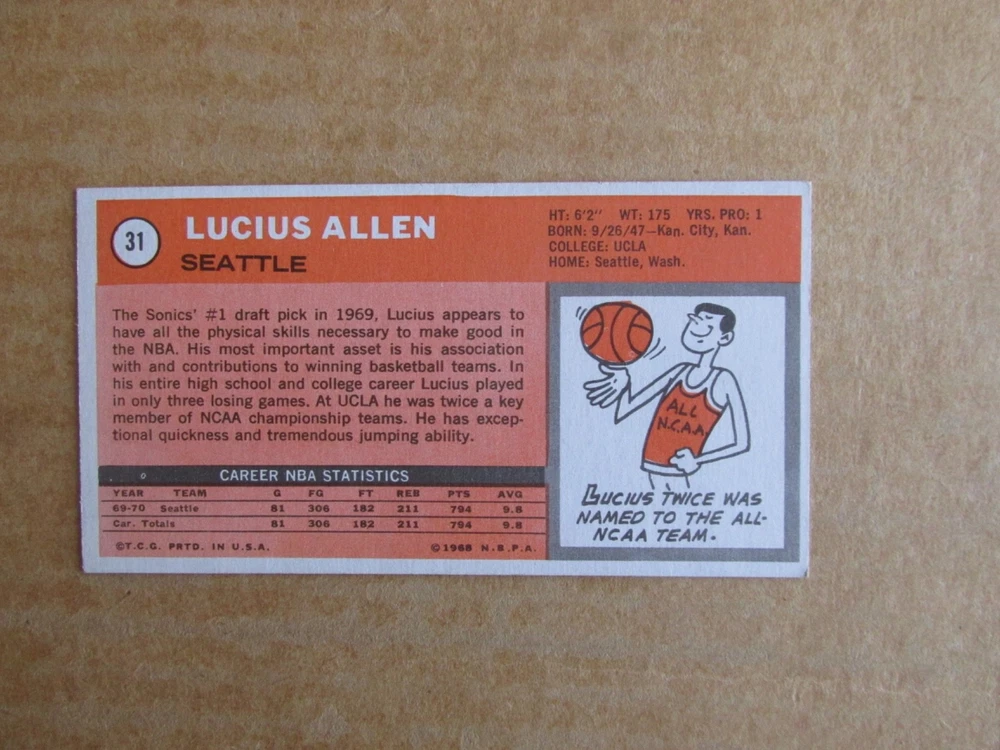 31
LUCIUS ALLEN
SEATTLE
HT: 6'2" WT: 175 YRS. PRO: 1
BORN: 9/26/47—Kan. City, Kan.
COLLEGE: UCLA
HOME: Seattle, Wash.
The Sonics' #1 draft pick in 1969, Lucius appears to
have all the physical skills necessary to make good in
the NBA. His most important asset is his association
with and contributions to winning basketball teams. In
his entire high school and college career Lucius played
in only three losing games. At UCLA he was twice a key
member of NCAA championship teams. He has excep-
tional quickness and tremendous jumping ability.
CAREER NBA STATISTICS
YEAR TEAM G FG FT REB PTS AVG
69-70 Seattle 81 306 182 211 794 9.8
Car. Totals 81 306 182 211 794 9.8
©T.C.G. PRTD. IN U.S.A. ©1968 N.B.P.A.
ALL
N.C.A.A.
LUCIUS TWICE WAS
NAMED TO THE ALL-
NCAA TEAM.